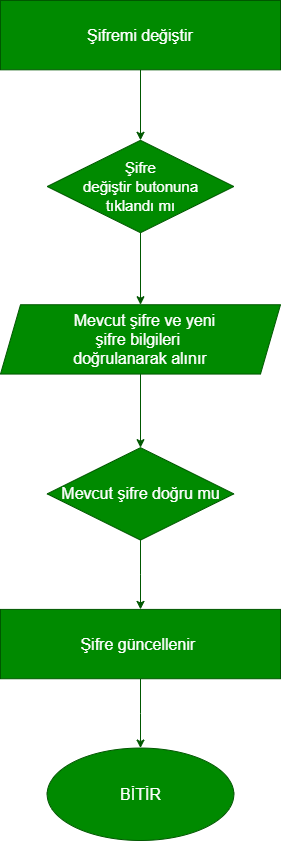 Şifremi değiştir
Şifre
değiştir butonuna
tıklandı mı
Mevcut şifre ve yeni
şifre bilgileri
doğrulanarak alınır
Mevcut şifre doğru mu
Şifre güncellenir
BİTİR